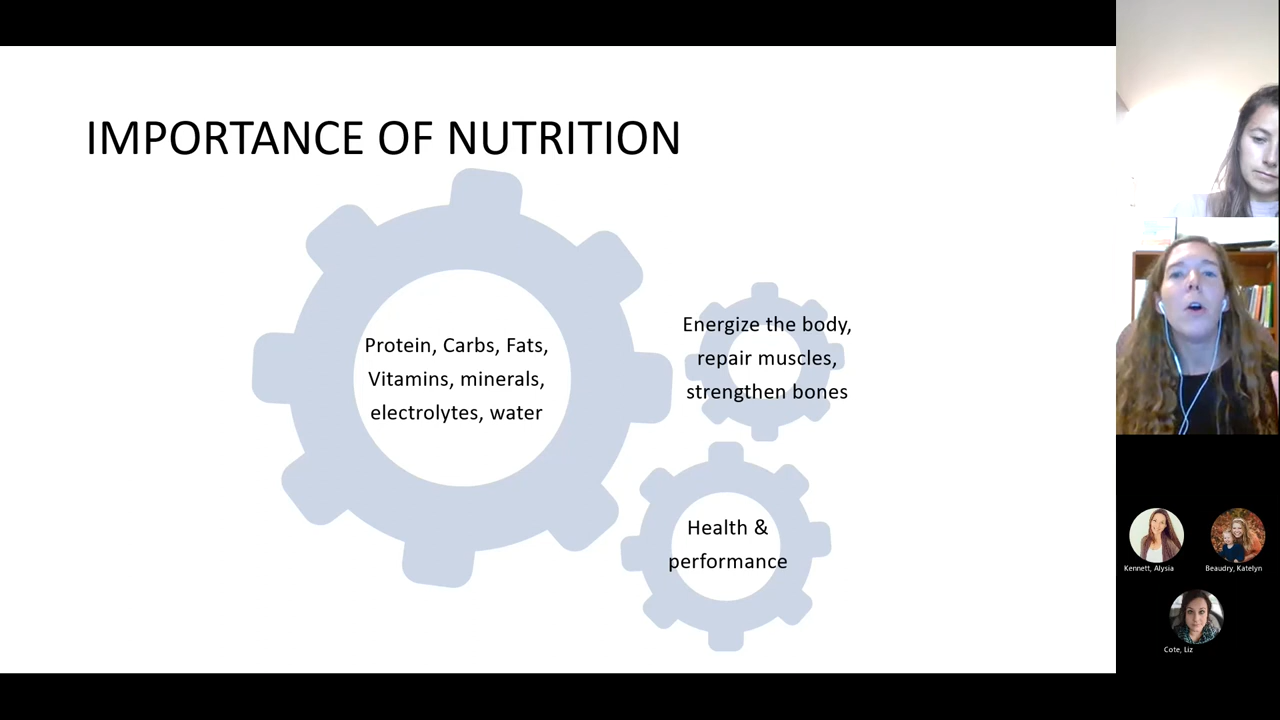 IMPORTANCE OF NUTRITION
Protein, Carbs, Fats,
Vitamins, minerals,
electrolytes, water
Energize the body,
repair muscles,
strengthen bones
Health &
performance
Kennett, Alysia
Beaudry, Katelyn
Cote, Liz